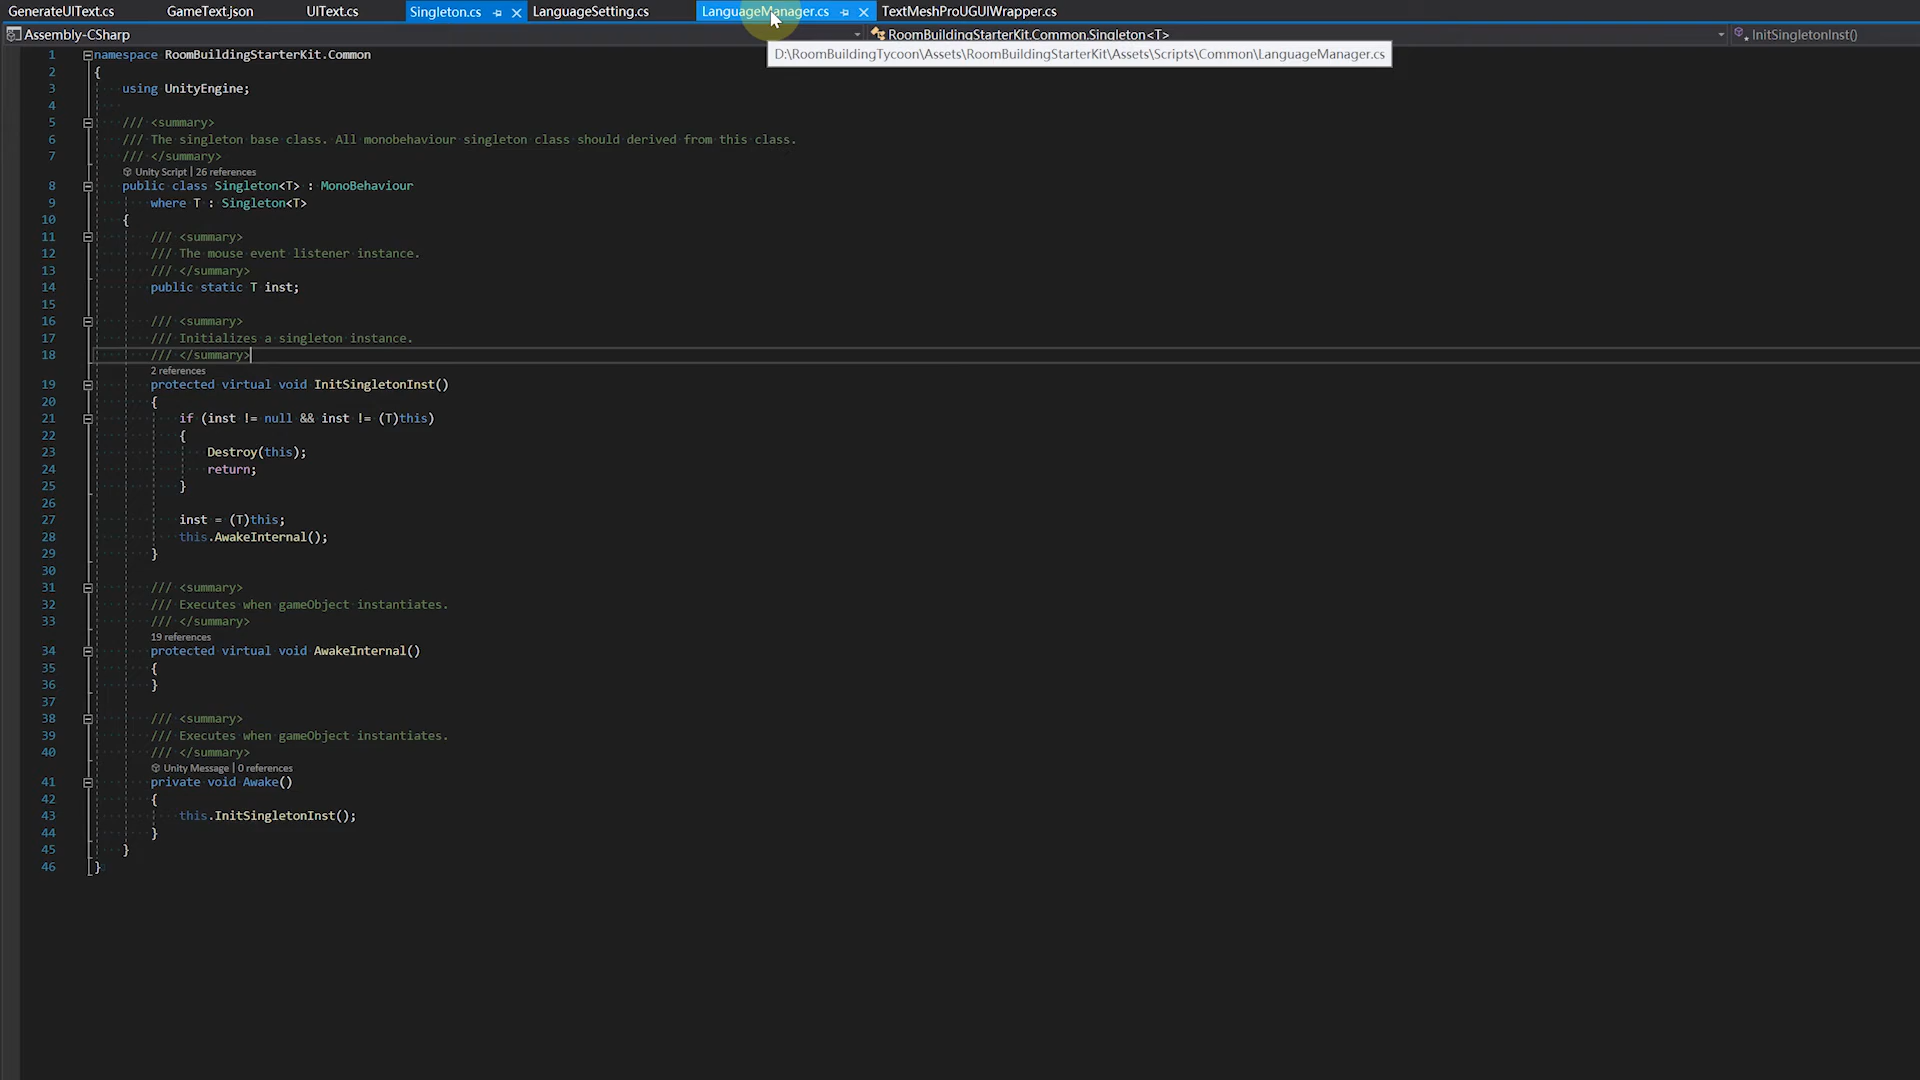 GenerateUIText.cs GameText.json UIText.cs Singleton.cs LanguageSetting.cs LanguageManager.cs TextMeshProUGUIWrapper.cs
Assembly-CSharp RoomBuildingStarterKit.Common.Singleton<T> InitSingletonInst()
D:\RoomBuildingTycoon\Assets\RoomBuildingStarterKit\Assets\Scripts\Common\LanguageManager.cs
1 namespace RoomBuildingStarterKit.Common
2 {
3 using UnityEngine;
4
5 /// <summary>
6 /// The singleton base class. All monobehaviour singleton class should derived from this class.
7 /// </summary>
Unity Script | 26 references
8 public class Singleton<T> : MonoBehaviour
9 where T : Singleton<T>
10 {
11 /// <summary>
12 /// The mouse event listener instance.
13 /// </summary>
14 public static T inst;
15
16 /// <summary>
17 /// Initializes a singleton instance.
18 /// </summary>
2 references
19 protected virtual void InitSingletonInst()
20 {
21 if (inst != null && inst != (T)this)
22 {
23 Destroy(this);
24 return;
25 }
26
27 inst = (T)this;
28 this.AwakeInternal();
29 }
30
31 /// <summary>
32 /// Executes when gameObject instantiates.
33 /// </summary>
19 references
34 protected virtual void AwakeInternal()
35 {
36 }
37
38 /// <summary>
39 /// Executes when gameObject instantiates.
40 /// </summary>
Unity Message | 0 references
41 private void Awake()
42 {
43 this.InitSingletonInst();
44 }
45 }
46 }